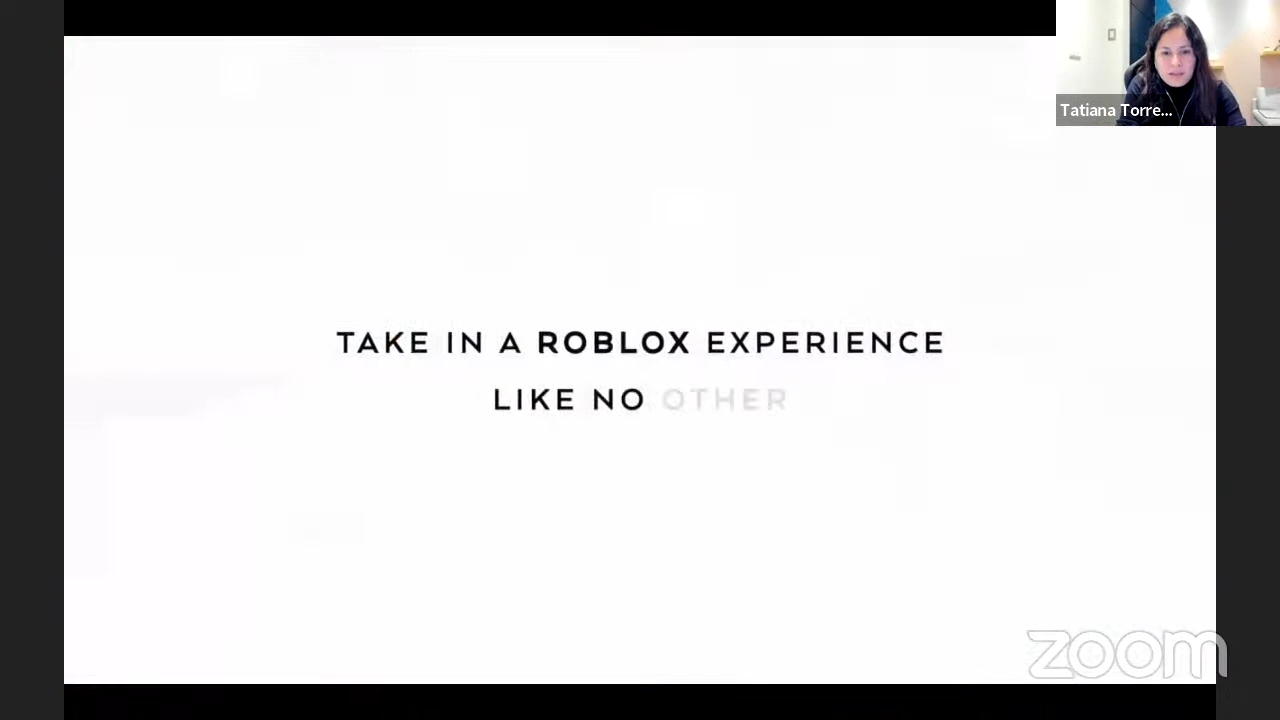 Tatiana Torre...
TAKE IN A ROBLOX EXPERIENCE
LIKE NO OTHER
zoom